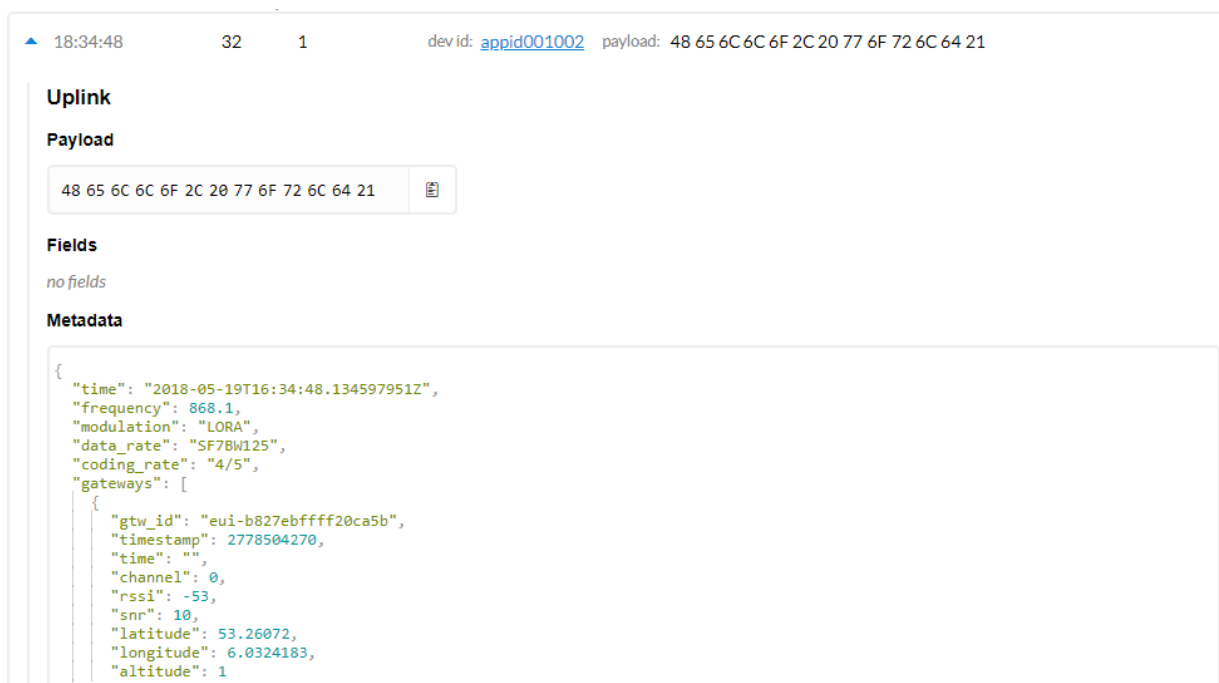 18:34:48 32 1 dev id: appid001002 payload: 48 65 6C 6C 6F 2C 20 77 6F 72 6C 64 21
Uplink
Payload
48 65 6C 6C 6F 2C 20 77 6F 72 6C 64 21
Fields
no fields
Metadata
{
"time": "2018-05-19T16:34:48.134597951Z",
"frequency": 868.1,
"modulation": "LORA",
"data_rate": "SF7BW125",
"coding_rate": "4/5",
"gateways": [
{
"gtw_id": "eui-b827ebffff20ca5b",
"timestamp": 2778504270,
"time": "",
"channel": 0,
"rssi": -53,
"snr": 10,
"latitude": 53.26072,
"longitude": 6.0324183,
"altitude": 1